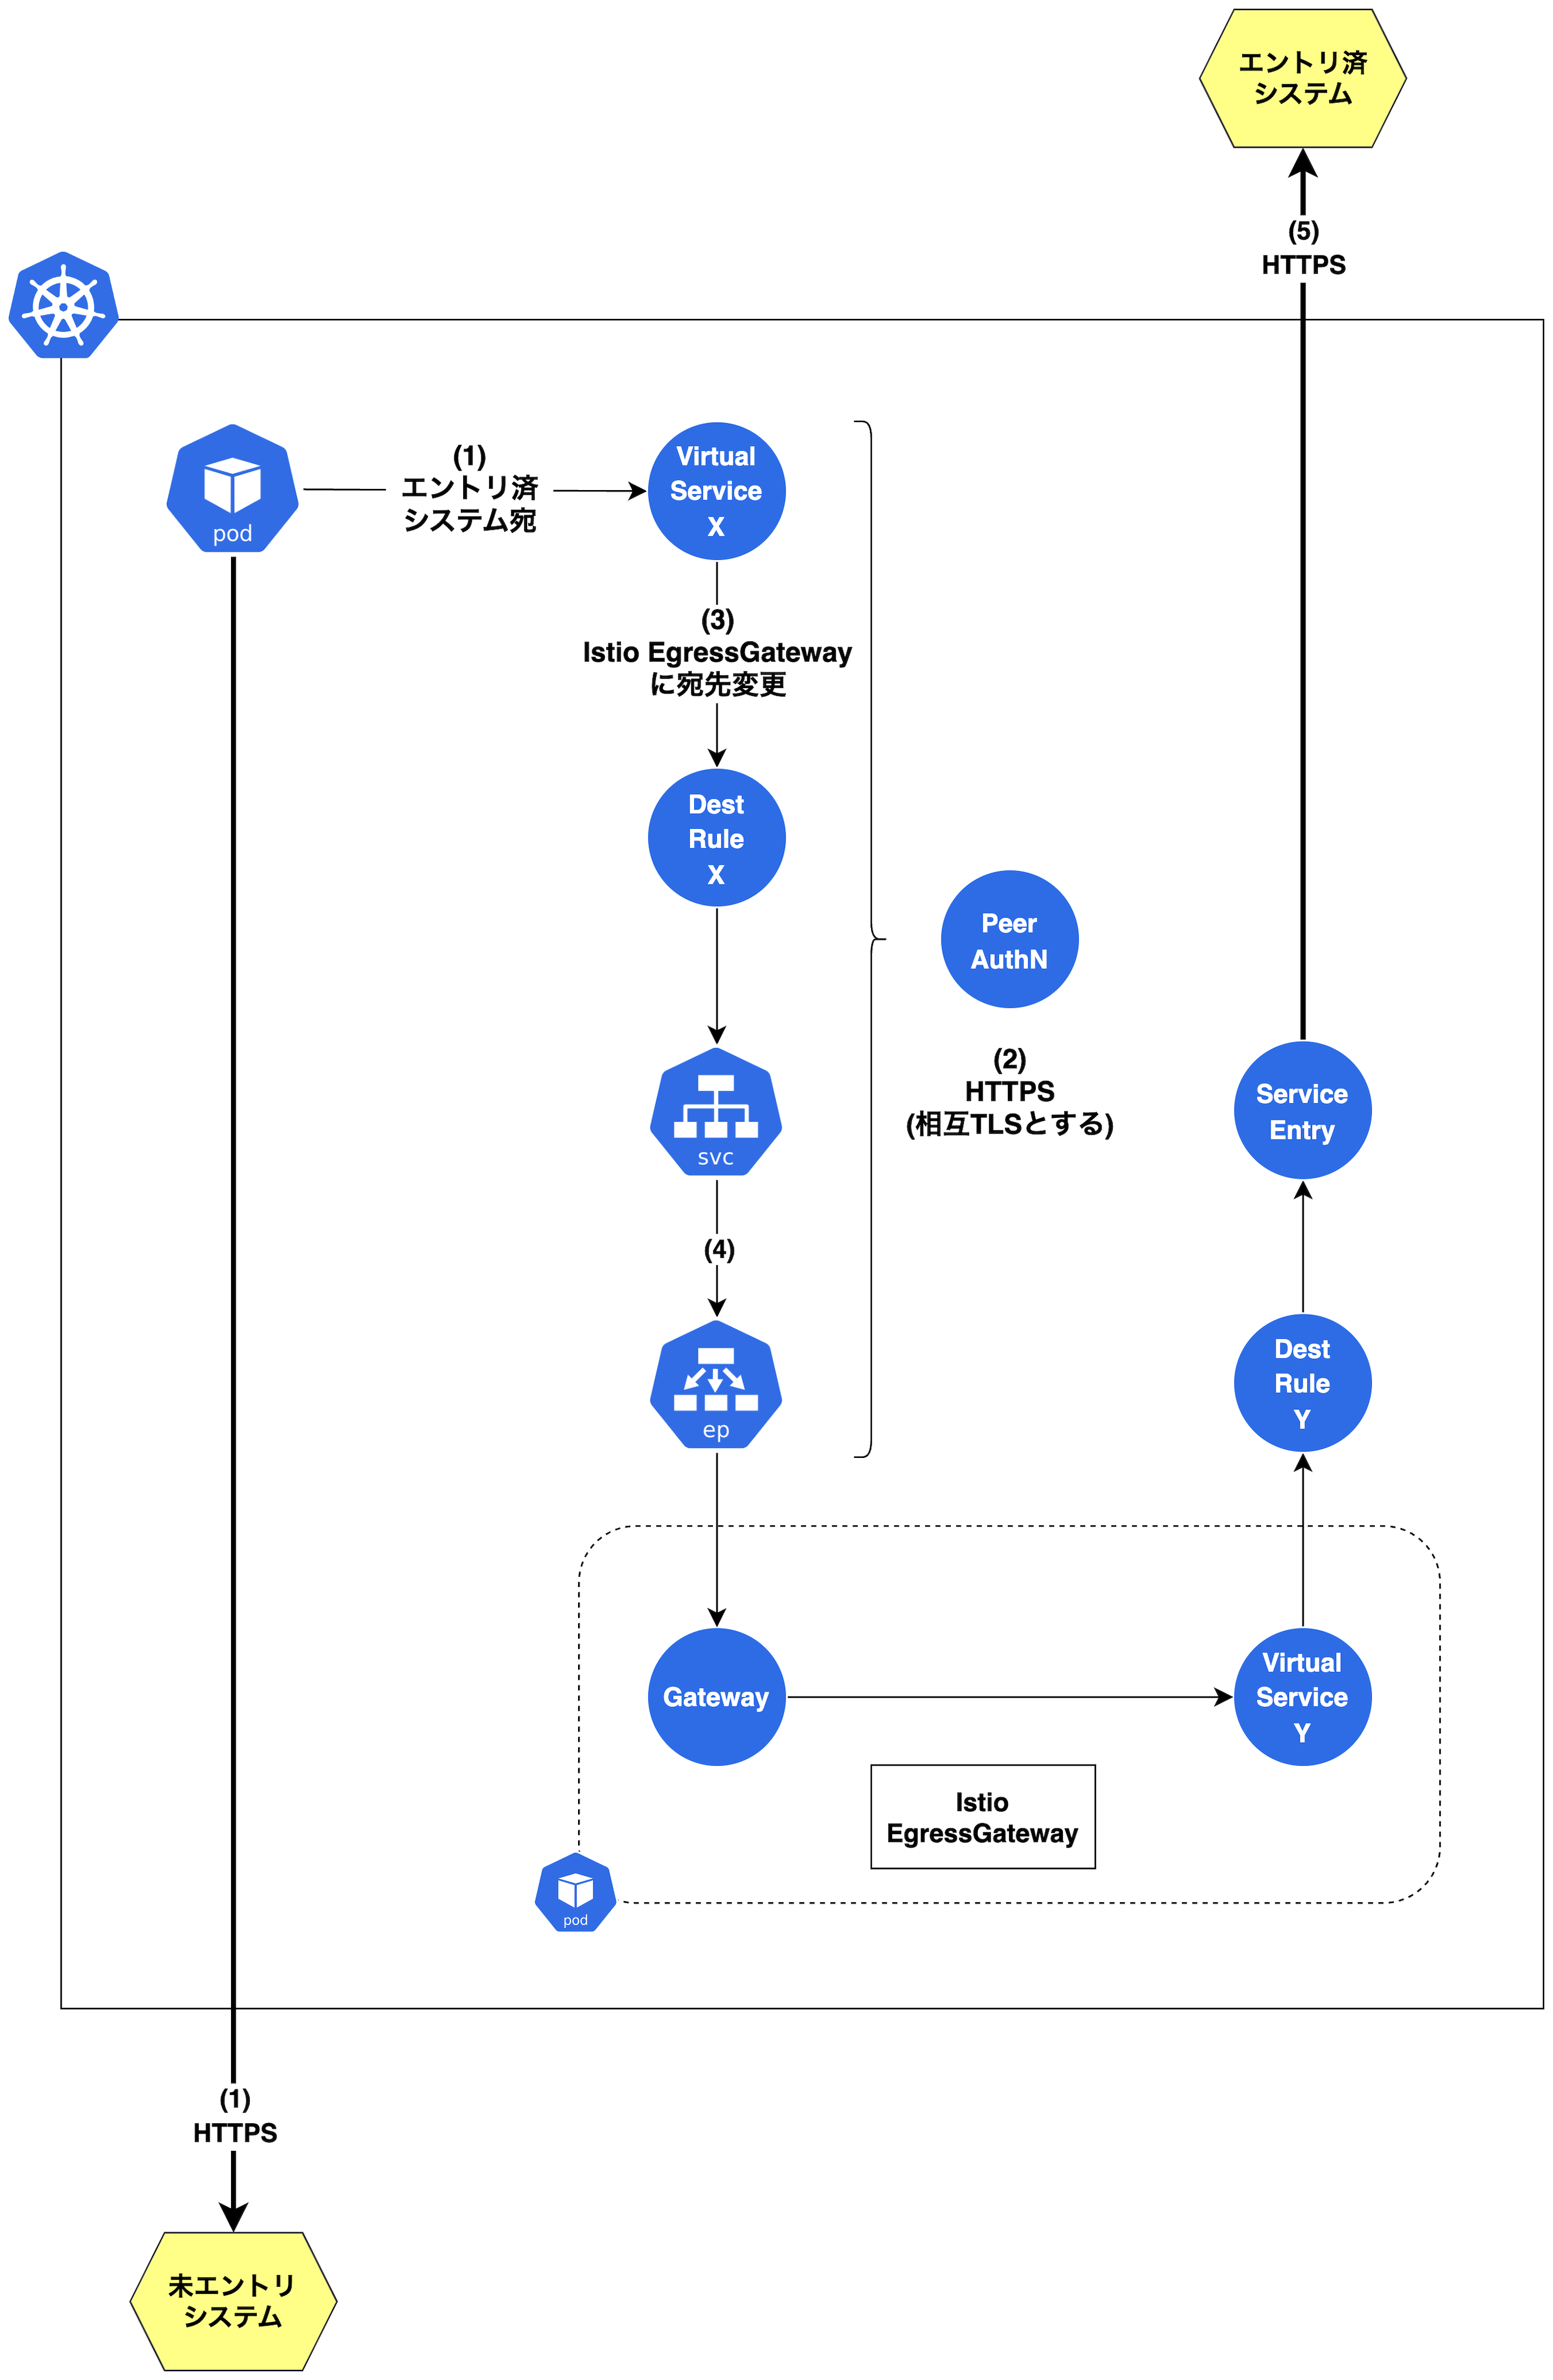 エントリ済
システム
(5)
HTTPS
pod
(1)
エントリ済
システム宛
Virtual
Service
X
(3)
Istio EgressGateway
に宛先変更
Dest
Rule
X
Peer
AuthN
(2)
HTTPS
(相互TLSとする)
svc
Service
Entry
(4)
ep
Dest
Rule
Y
Gateway
Virtual
Service
Y
Istio
EgressGateway
pod
(1)
HTTPS
未エントリ
システム